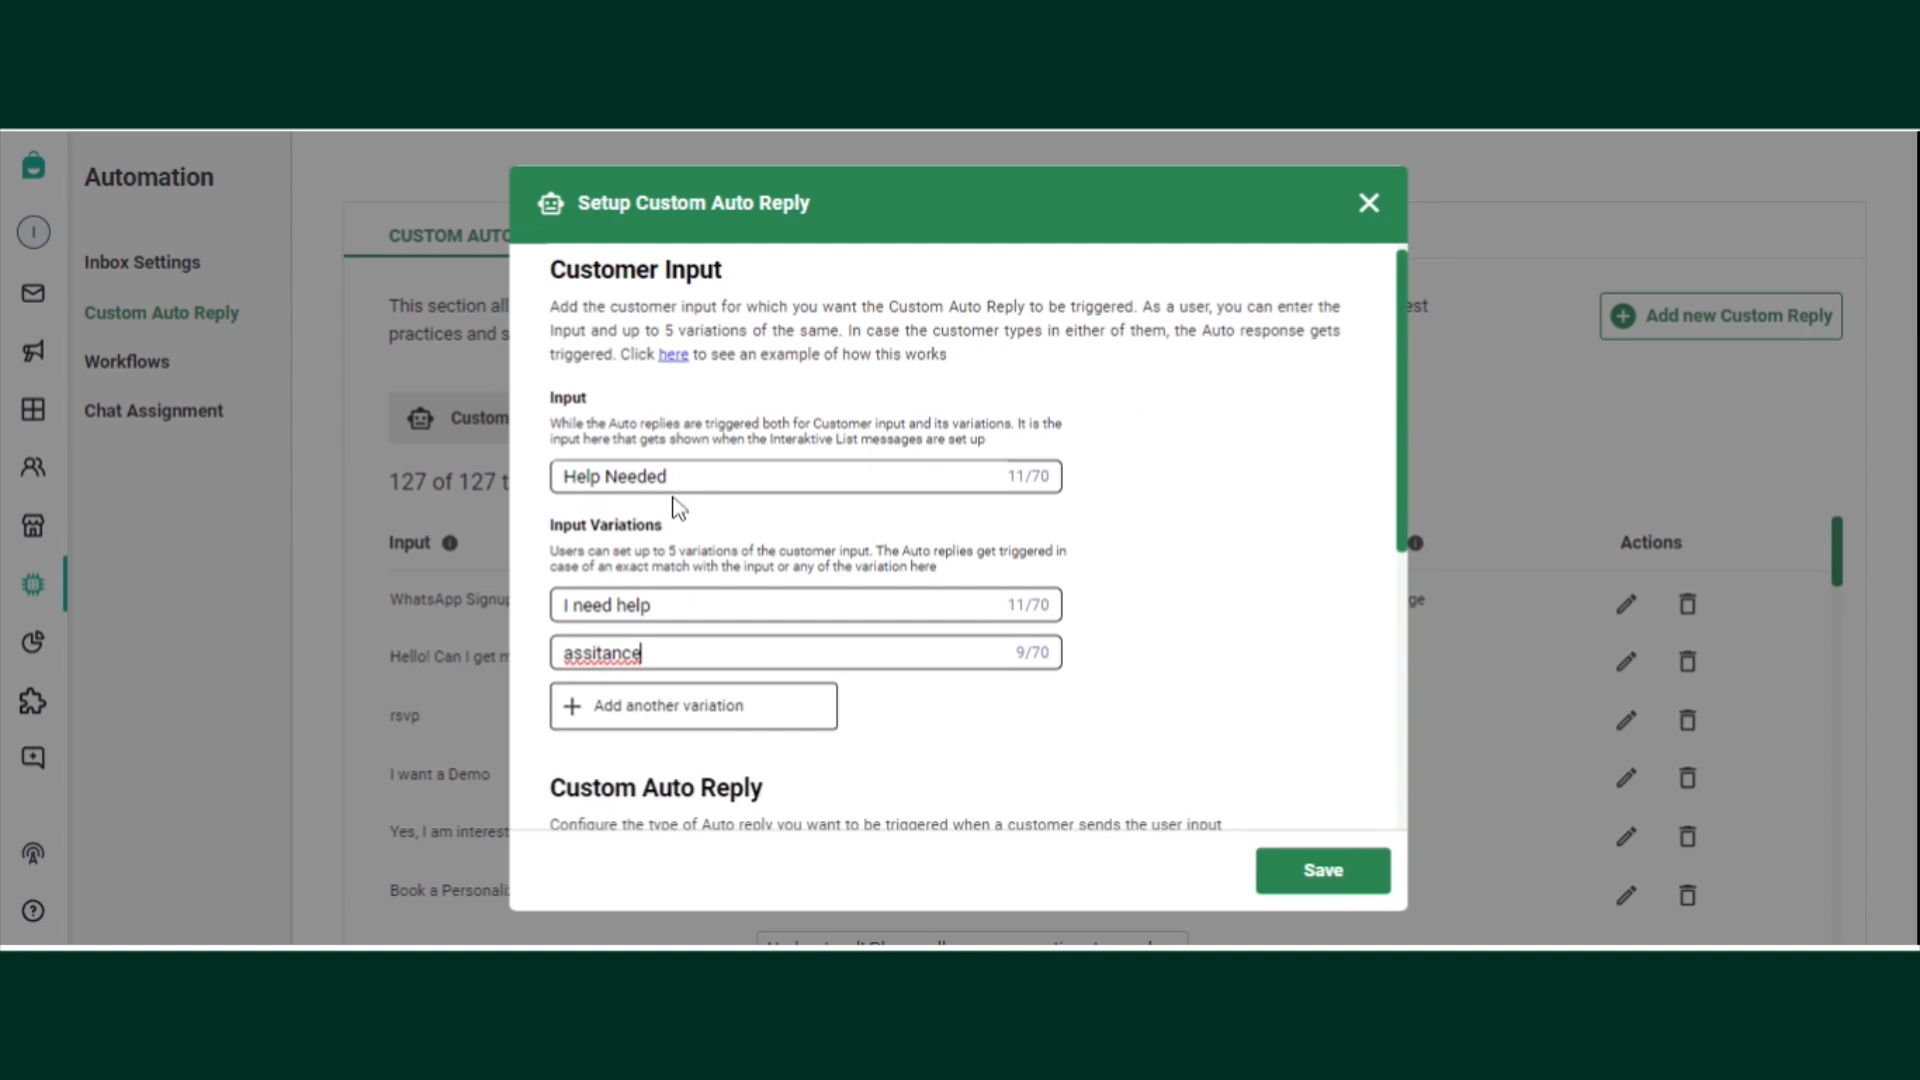 Automation
Inbox Settings
Custom Auto Reply
Workflows
Chat Assignment
CUSTOM AUTO
This section all
practices and s
est
Add new Custom Reply
Custom
127 of 127 t
Input
Actions
WhatsApp Signup
ge
Hello! Can I get m
rsvp
I want a Demo
Yes, I am interest
Book a Personali
Setup Custom Auto Reply
Customer Input
Add the customer input for which you want the Custom Auto Reply to be triggered. As a user, you can enter the
Input and up to 5 variations of the same. In case the customer types in either of them, the Auto response gets
triggered. Click here to see an example of how this works
Input
While the Auto replies are triggered both for Customer input and its variations. It is the
input here that gets shown when the Interaktive List messages are set up
Help Needed 11/70
Input Variations
Users can set up to 5 variations of the customer input. The Auto replies get triggered in
case of an exact match with the input or any of the variation here
I need help 11/70
assitance 9/70
Add another variation
Custom Auto Reply
Configure the type of Auto reply you want to be triggered when a customer sends the user input
Save